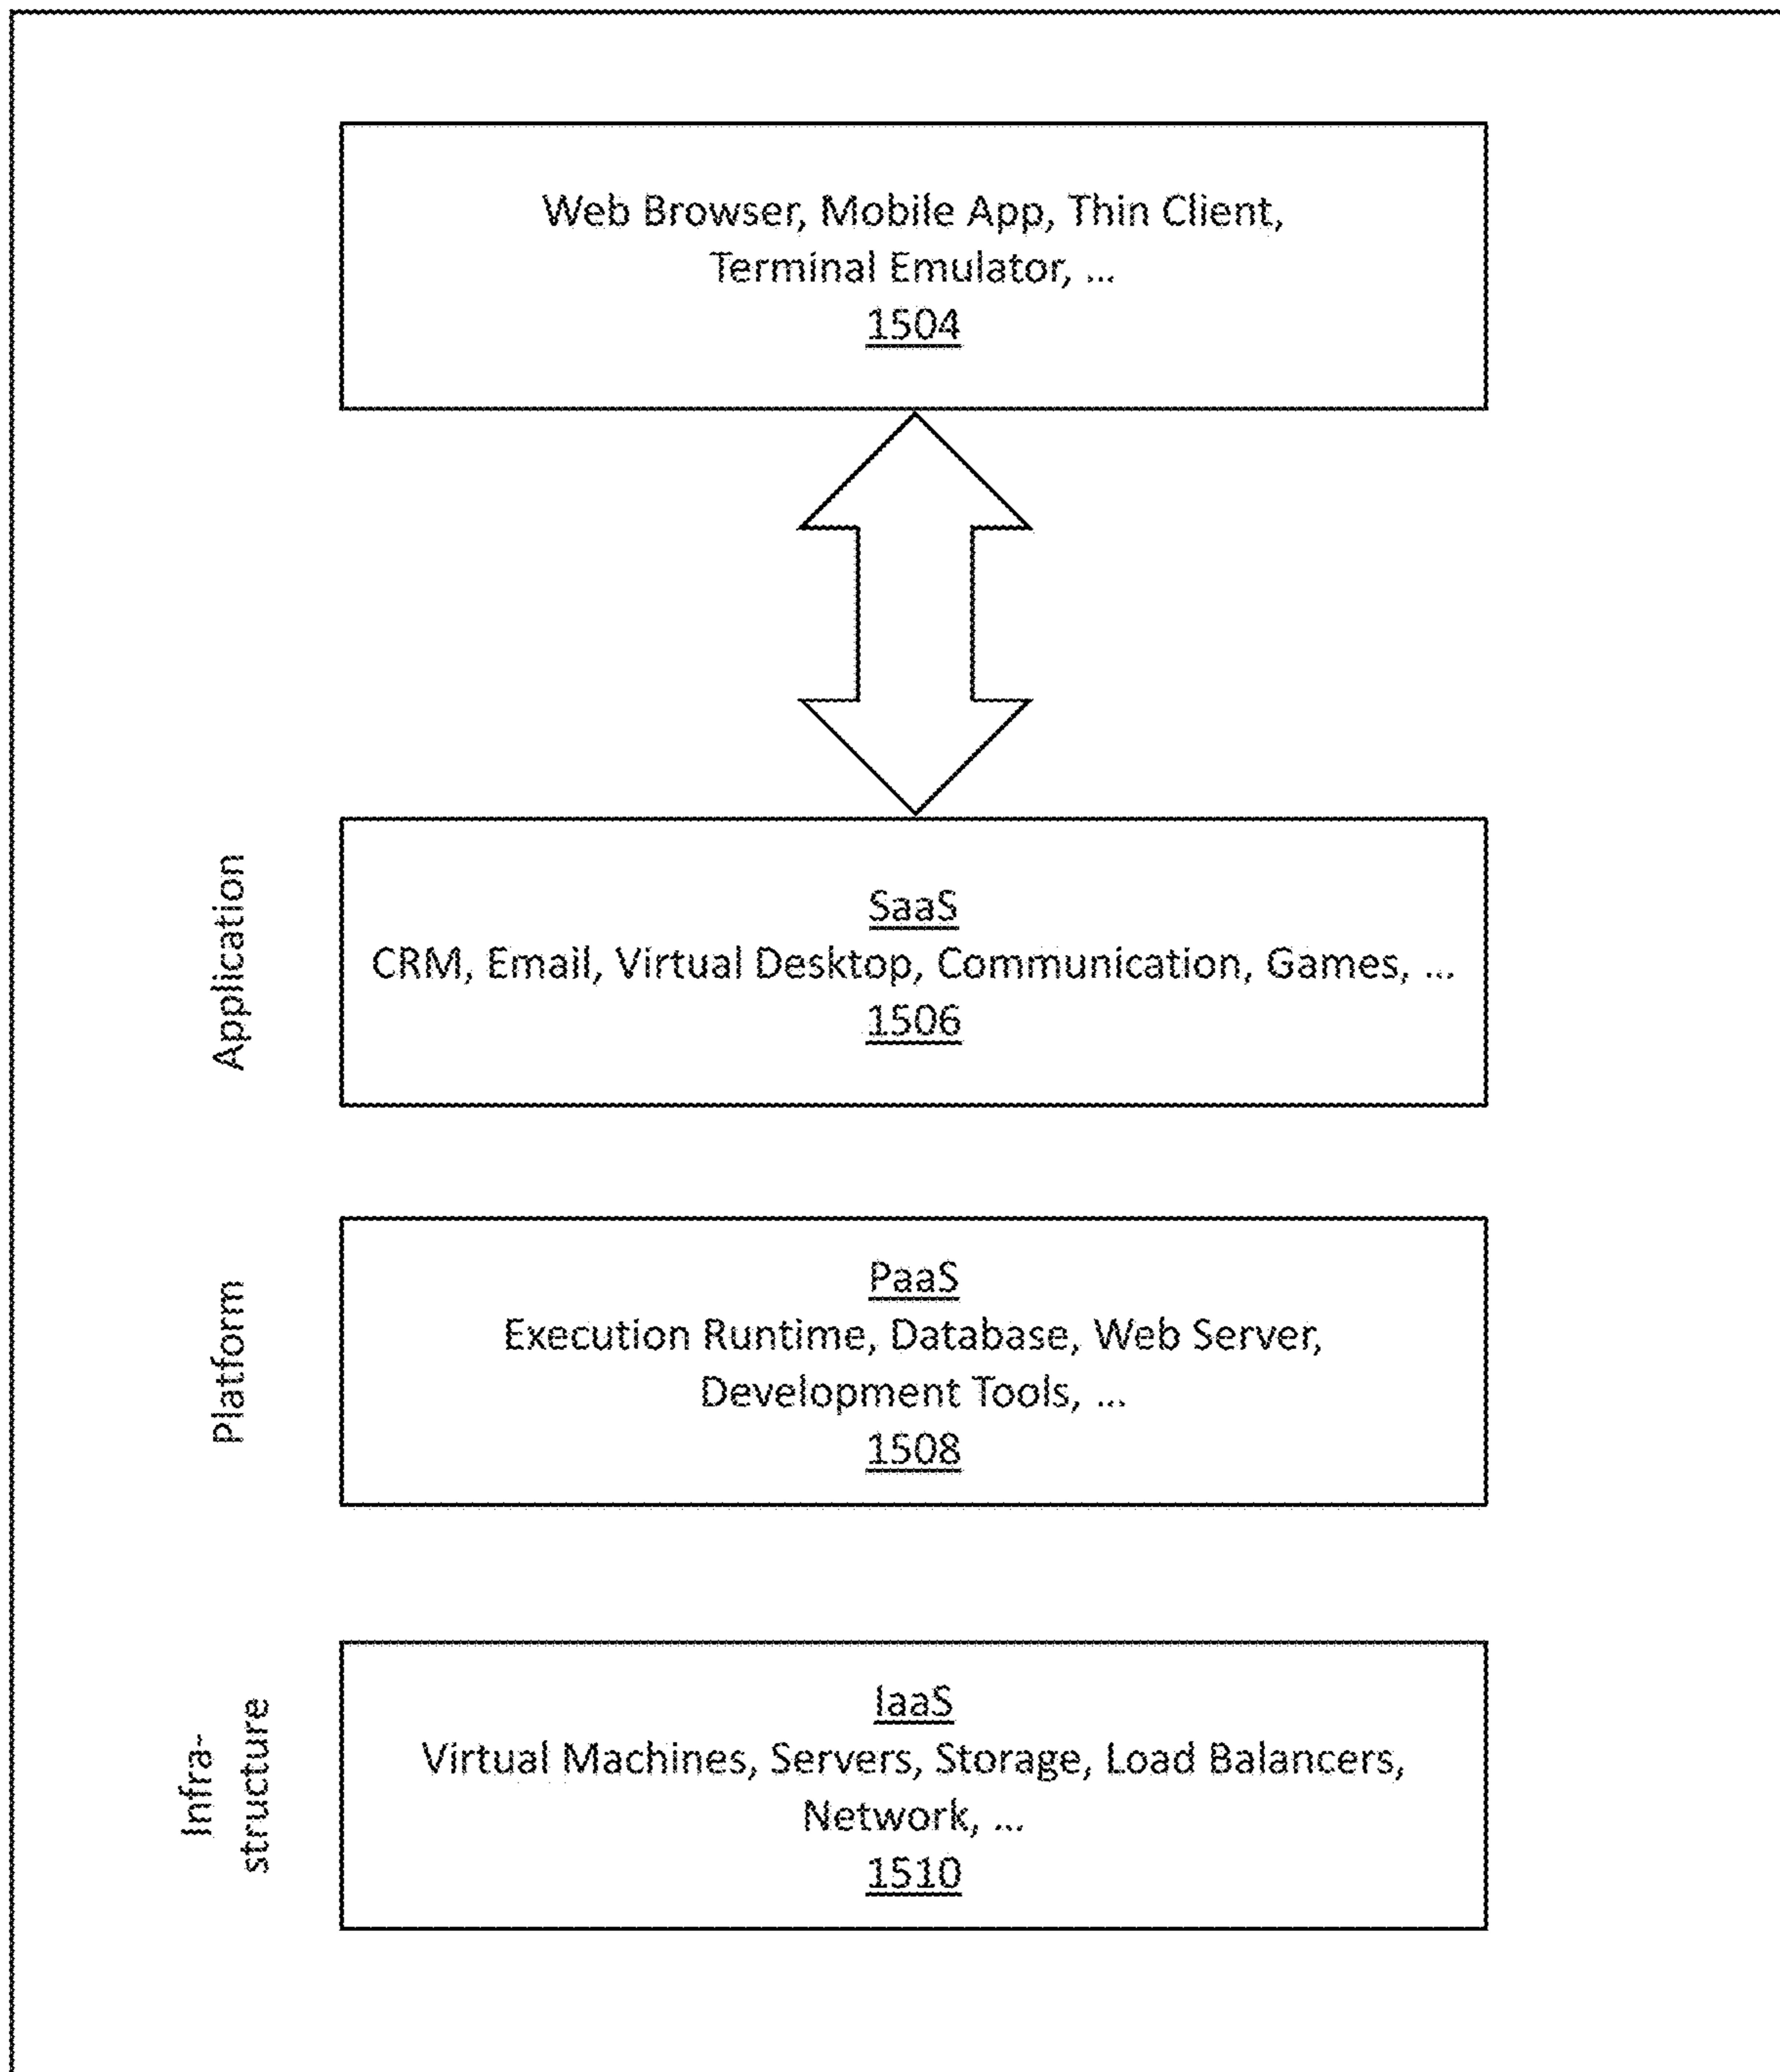 Web Browser, Mobile App, Thin Client,
Terminal Emulator, ...
1504
Application
SaaS
CRM, Email, Virtual Desktop, Communication, Games, ...
1506
Platform
PaaS
Execution Runtime, Database, Web Server,
Development Tools, ...
1508
Infra-
structure
IaaS
Virtual Machines, Servers, Storage, Load Balancers,
Network, ...
1510